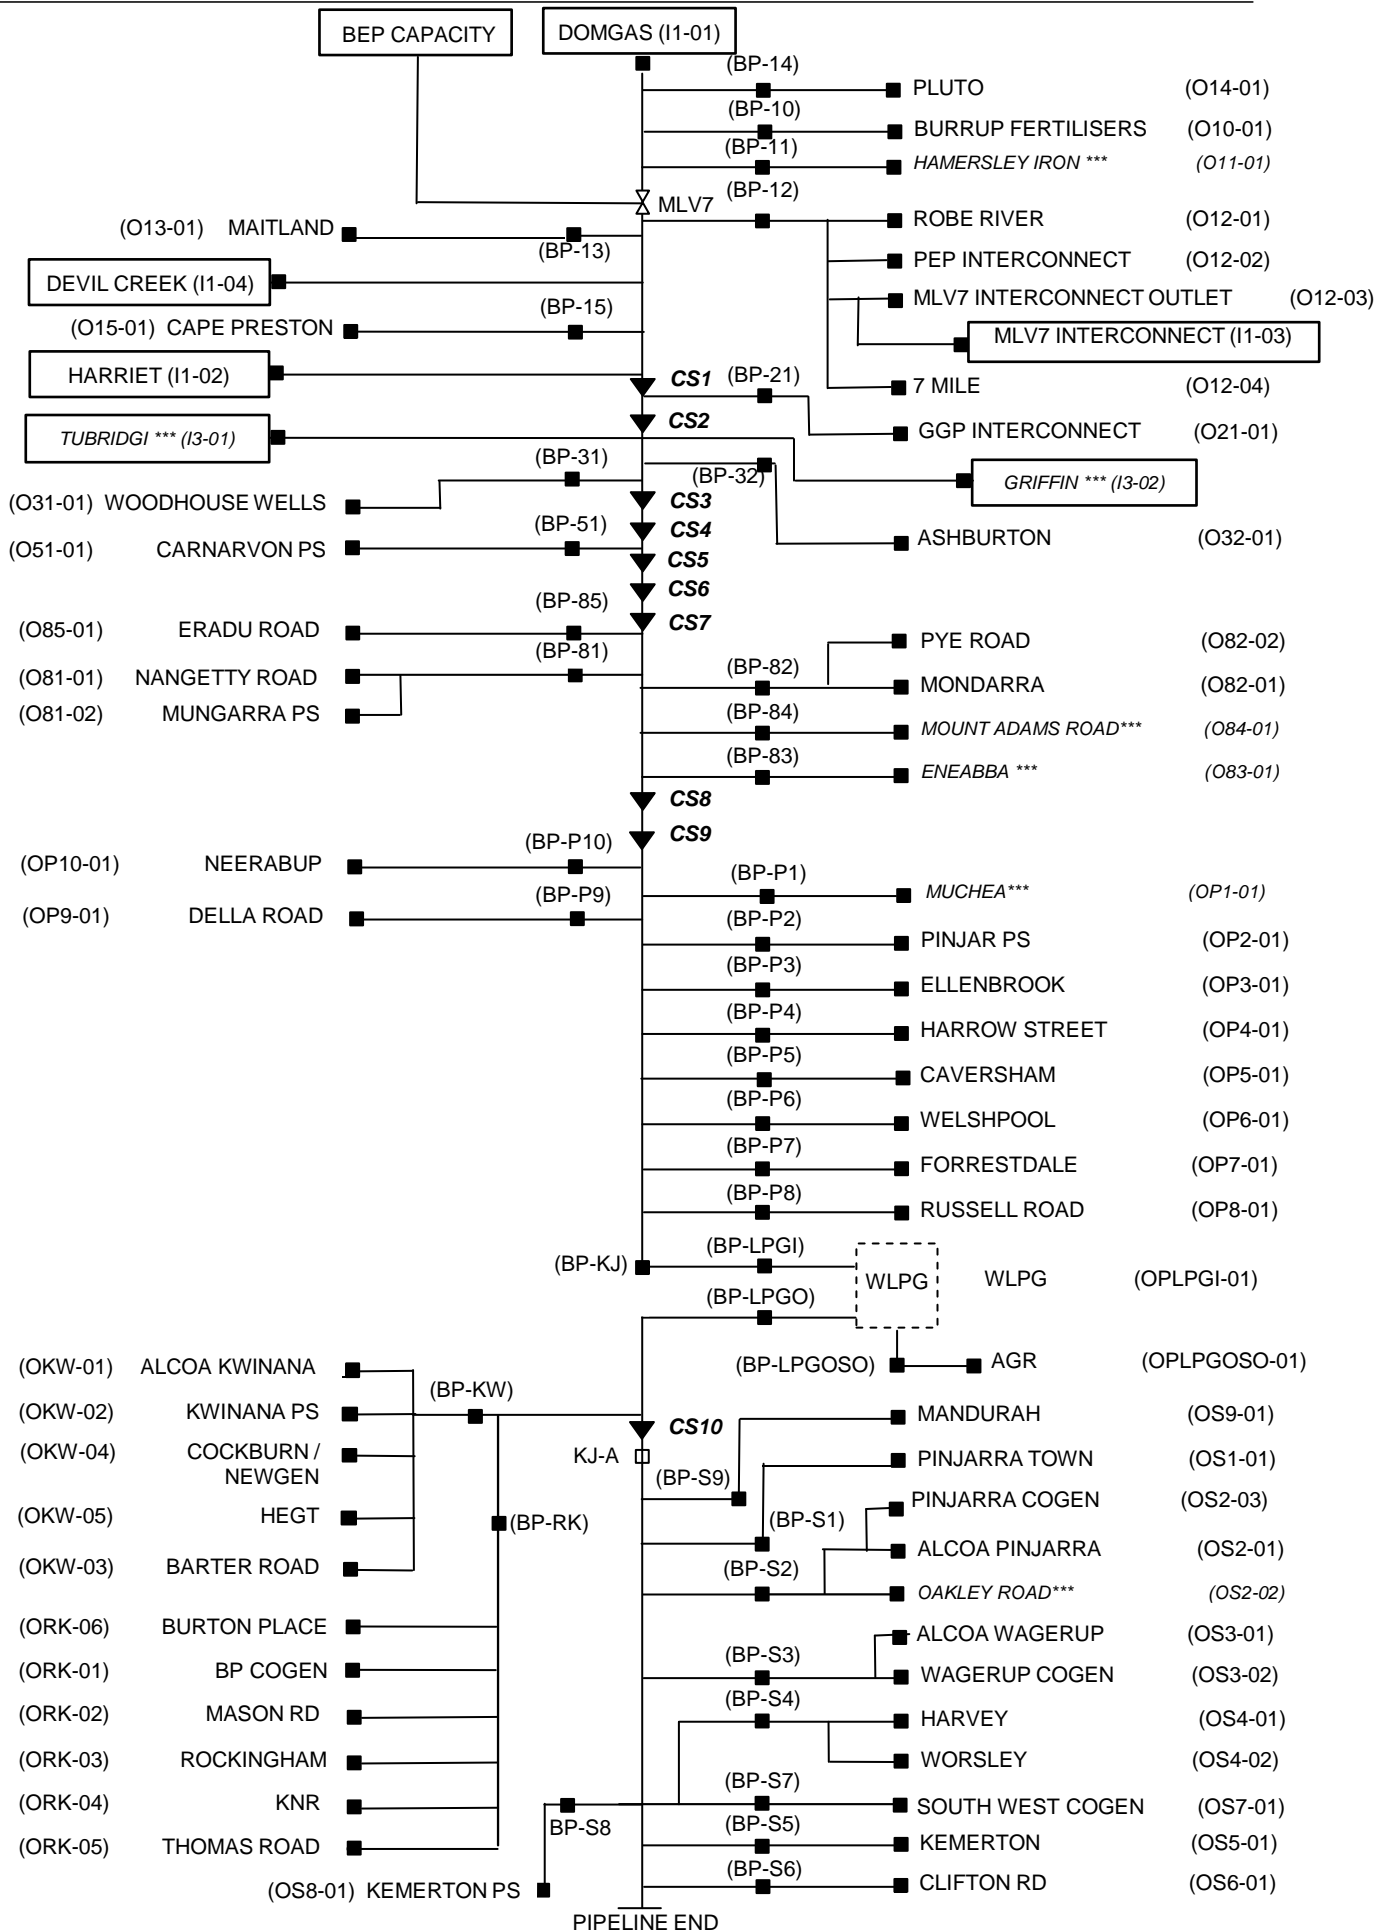 BEP CAPACITY
DOMGAS (I1-01)
(BP-14)
PLUTO (O14-01)
(BP-10)
BURRUP FERTILISERS (O10-01)
(BP-11)
HAMERSLEY IRON *** (O11-01)
(BP-12)
MLV7
ROBE RIVER (O12-01)
(O13-01) MAITLAND
(BP-13)
PEP INTERCONNECT (O12-02)
DEVIL CREEK (I1-04)
MLV7 INTERCONNECT OUTLET (O12-03)
(BP-15)
(O15-01) CAPE PRESTON
MLV7 INTERCONNECT (I1-03)
HARRIET (I1-02)
CS1
(BP-21)
7 MILE (O12-04)
CS2
TUBRIDGI *** (I3-01)
GGP INTERCONNECT (O21-01)
(BP-31)
(BP-32)
GRIFFIN *** (I3-02)
(O31-01) WOODHOUSE WELLS
CS3
(BP-51)
CS4
ASHBURTON (O32-01)
(O51-01) CARNARVON PS
CS5
CS6
(BP-85)
CS7
(O85-01) ERADU ROAD
PYE ROAD (O82-02)
(BP-81)
(BP-82)
(O81-01) NANGETTY ROAD
MONDARRA (O82-01)
(O81-02) MUNGARRA PS
(BP-84)
MOUNT ADAMS ROAD*** (O84-01)
(BP-83)
ENEABBA *** (O83-01)
CS8
CS9
(BP-P10)
(OP10-01) NEERABUP
(BP-P1)
MUCHEA*** (OP1-01)
(BP-P9)
(OP9-01) DELLA ROAD
(BP-P2)
PINJAR PS (OP2-01)
(BP-P3)
ELLENBROOK (OP3-01)
(BP-P4)
HARROW STREET (OP4-01)
(BP-P5)
CAVERSHAM (OP5-01)
(BP-P6)
WELSHPOOL (OP6-01)
(BP-P7)
FORRESTDALE (OP7-01)
(BP-P8)
RUSSELL ROAD (OP8-01)
(BP-KJ)
(BP-LPGI)
WLPG
WLPG (OPLPGI-01)
(BP-LPGO)
(BP-LPGOSO)
AGR (OPLPGOSO-01)
(OKW-01) ALCOA KWINANA
(BP-KW)
(OKW-02) KWINANA PS
CS10
MANDURAH (OS9-01)
(OKW-04) COCKBURN /
NEWGEN
KJ-A
(BP-S9)
PINJARRA TOWN (OS1-01)
PINJARRA COGEN (OS2-03)
(OKW-05) HEGT
(BP-RK)
(BP-S1)
ALCOA PINJARRA (OS2-01)
(OKW-03) BARTER ROAD
(BP-S2)
OAKLEY ROAD*** (OS2-02)
(ORK-06) BURTON PLACE
ALCOA WAGERUP (OS3-01)
(BP-S3)
(ORK-01) BP COGEN
WAGERUP COGEN (OS3-02)
(BP-S4)
(ORK-02) MASON RD
HARVEY (OS4-01)
(ORK-03) ROCKINGHAM
WORSLEY (OS4-02)
(BP-S7)
(ORK-04) KNR
SOUTH WEST COGEN (OS7-01)
BP-S8
(BP-S5)
(ORK-05) THOMAS ROAD
KEMERTON (OS5-01)
(BP-S6)
(OS8-01) KEMERTON PS
CLIFTON RD (OS6-01)
PIPELINE END